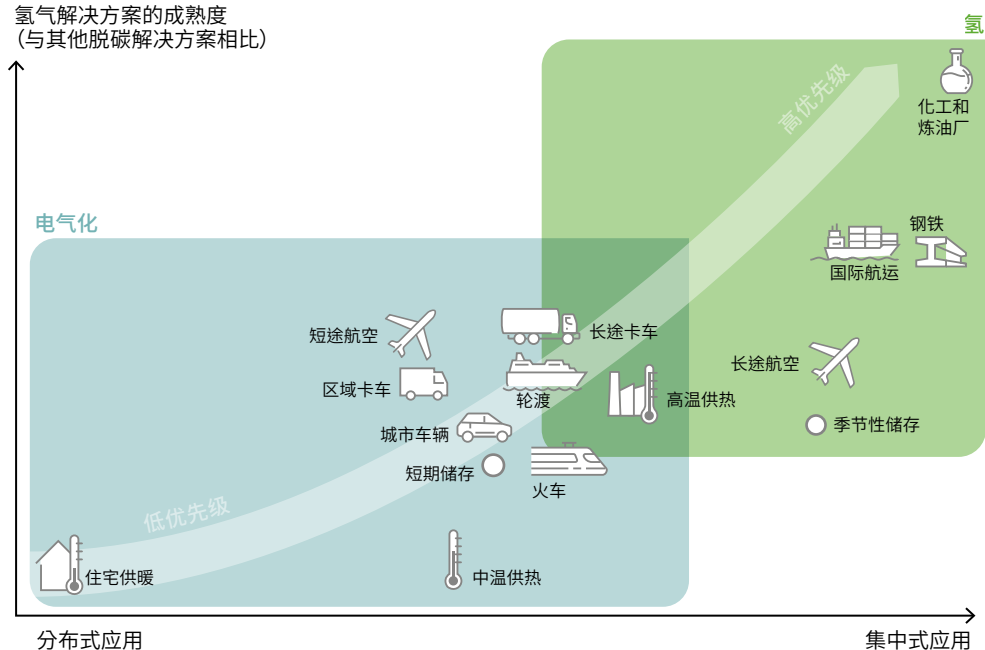 氢气解决方案的成熟度
（与其他脱碳解决方案相比）
氢
高优先级
化工和
炼油厂
电气化
钢铁
国际航运
短途航空
长途卡车
长途航空
区域卡车
轮渡
高温供热
城市车辆
季节性储存
短期储存
火车
低优先级
住宅供暖
中温供热
分布式应用
集中式应用